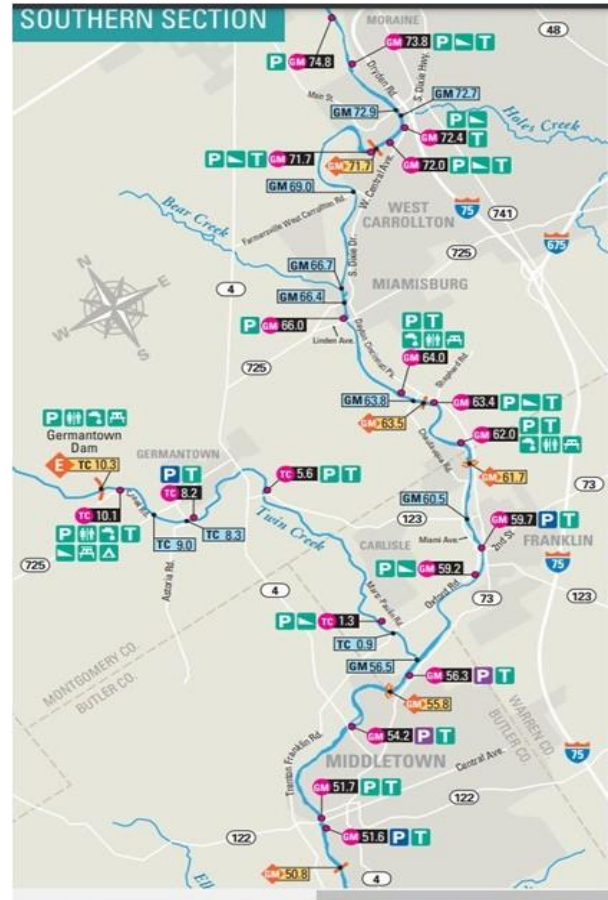 SOUTHERN SECTION
MORAINE
48
P GM 74.8
GM 73.8 P T
Dryden Rd.
S. Dixie Hwy.
Main St.
GM 72.9
GM 72.7
Holes Creek
P
GM 72.4 T
P T GM 71.7
GM 71.7
GM 72.0 P T
W. Central Ave.
GM 69.0
75
741
WEST
CARROLLTON
Farmersville West Carrollton Rd.
Bear Creek
S. Dixie Dr.
675
725
GM 66.7
MIAMISBURG
N
E
W
S
4
GM 66.4
P GM 66.0
Linden Ave.
Dayton Cincinnati Pk.
P T
GM 64.0
725
Shephard Rd.
GM 63.8
GM 63.4 P T
GM 63.5
P T
GM 62.0
Chautauqua Rd.
P
Germantown
Dam
GERMANTOWN
E TC 10.3
P T
TC 8.2
TC 5.6 P T
GM 61.7
73
TC 10.1
P T
TC 8.3
TC 9.0
Twin Creek
GM 60.5
123
Miami Ave.
GM 59.7 P T
2nd St.
FRANKLIN
725
Astoria Rd.
CARLISLE
75
P GM 59.2
4
Oxford Rd.
73
123
P TC 1.3
TC 0.9
MONTGOMERY CO.
BUTLER CO.
GM 56.5
GM 56.3 P T
GM 55.8
WARREN CO.
BUTLER CO.
GM 54.2 P T
Trenton Franklin Rd.
MIDDLETOWN
75
Central Ave.
GM 51.7 P T
122
122
GM 51.6 P T
GM 50.8
4